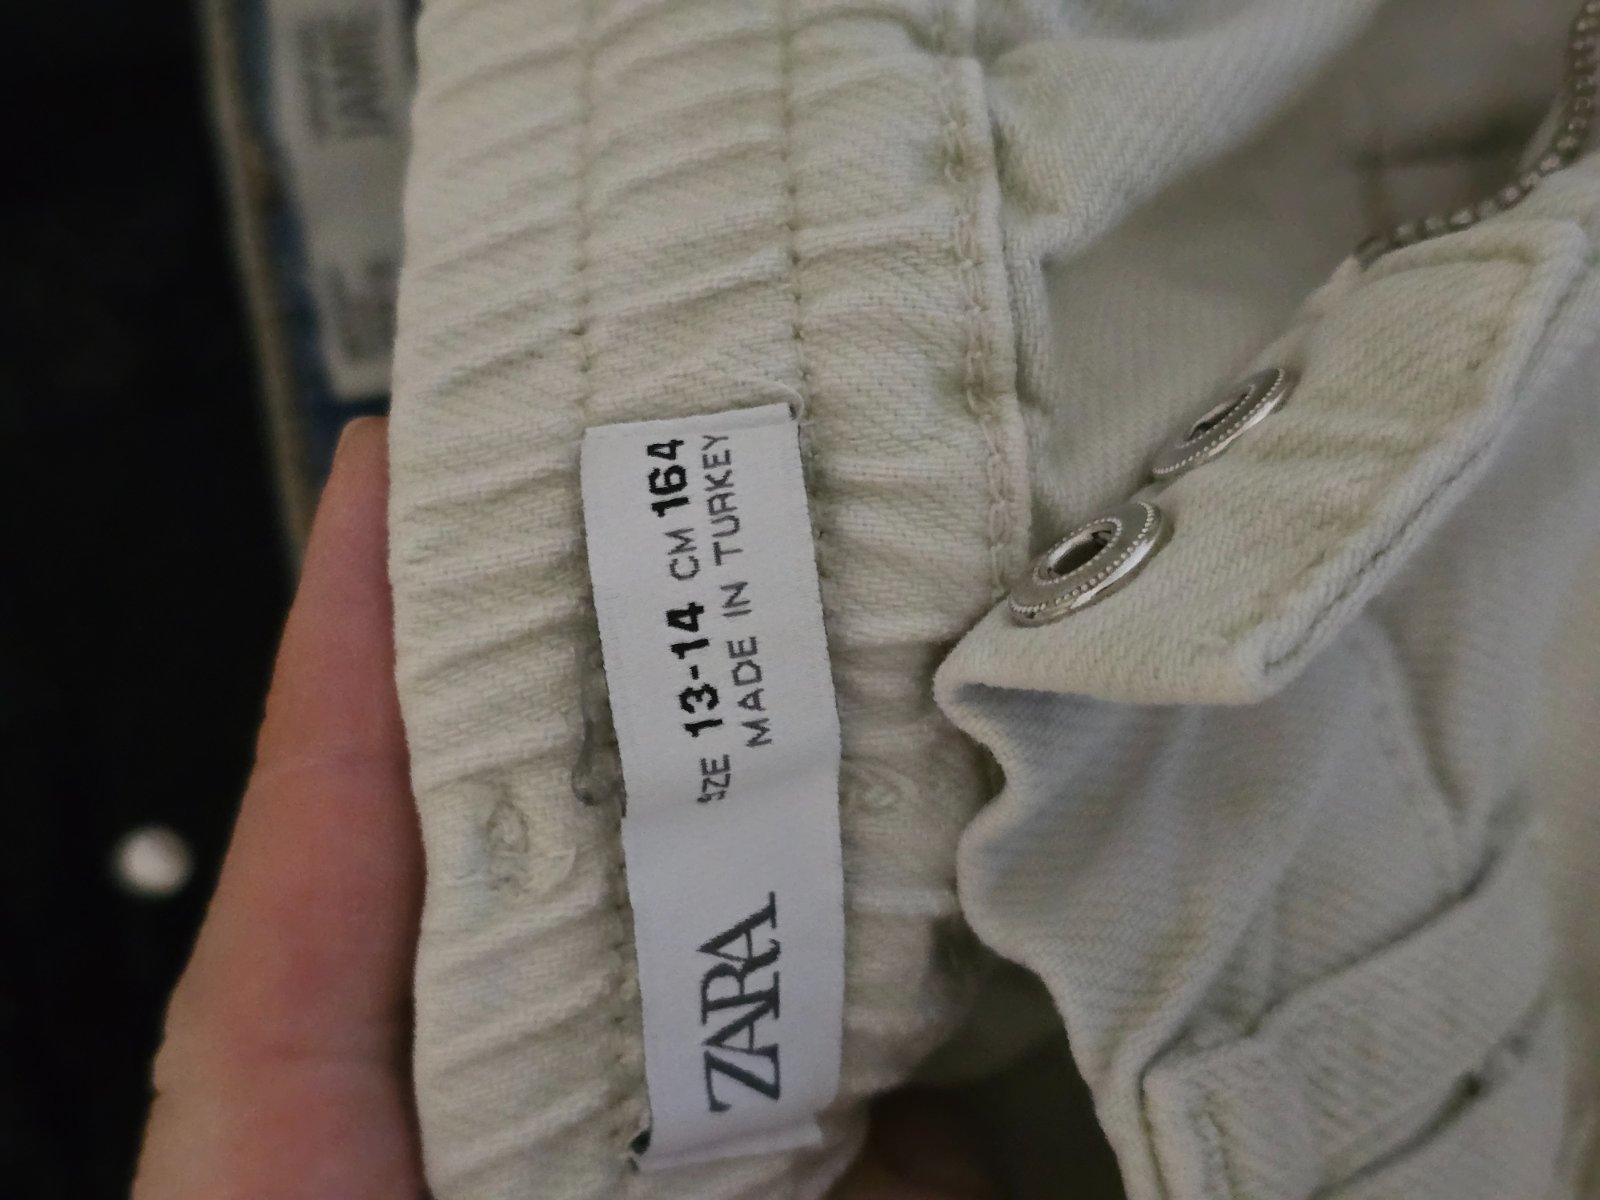 ZARA
SIZE 13-14 CM 164
MADE IN TURKEY